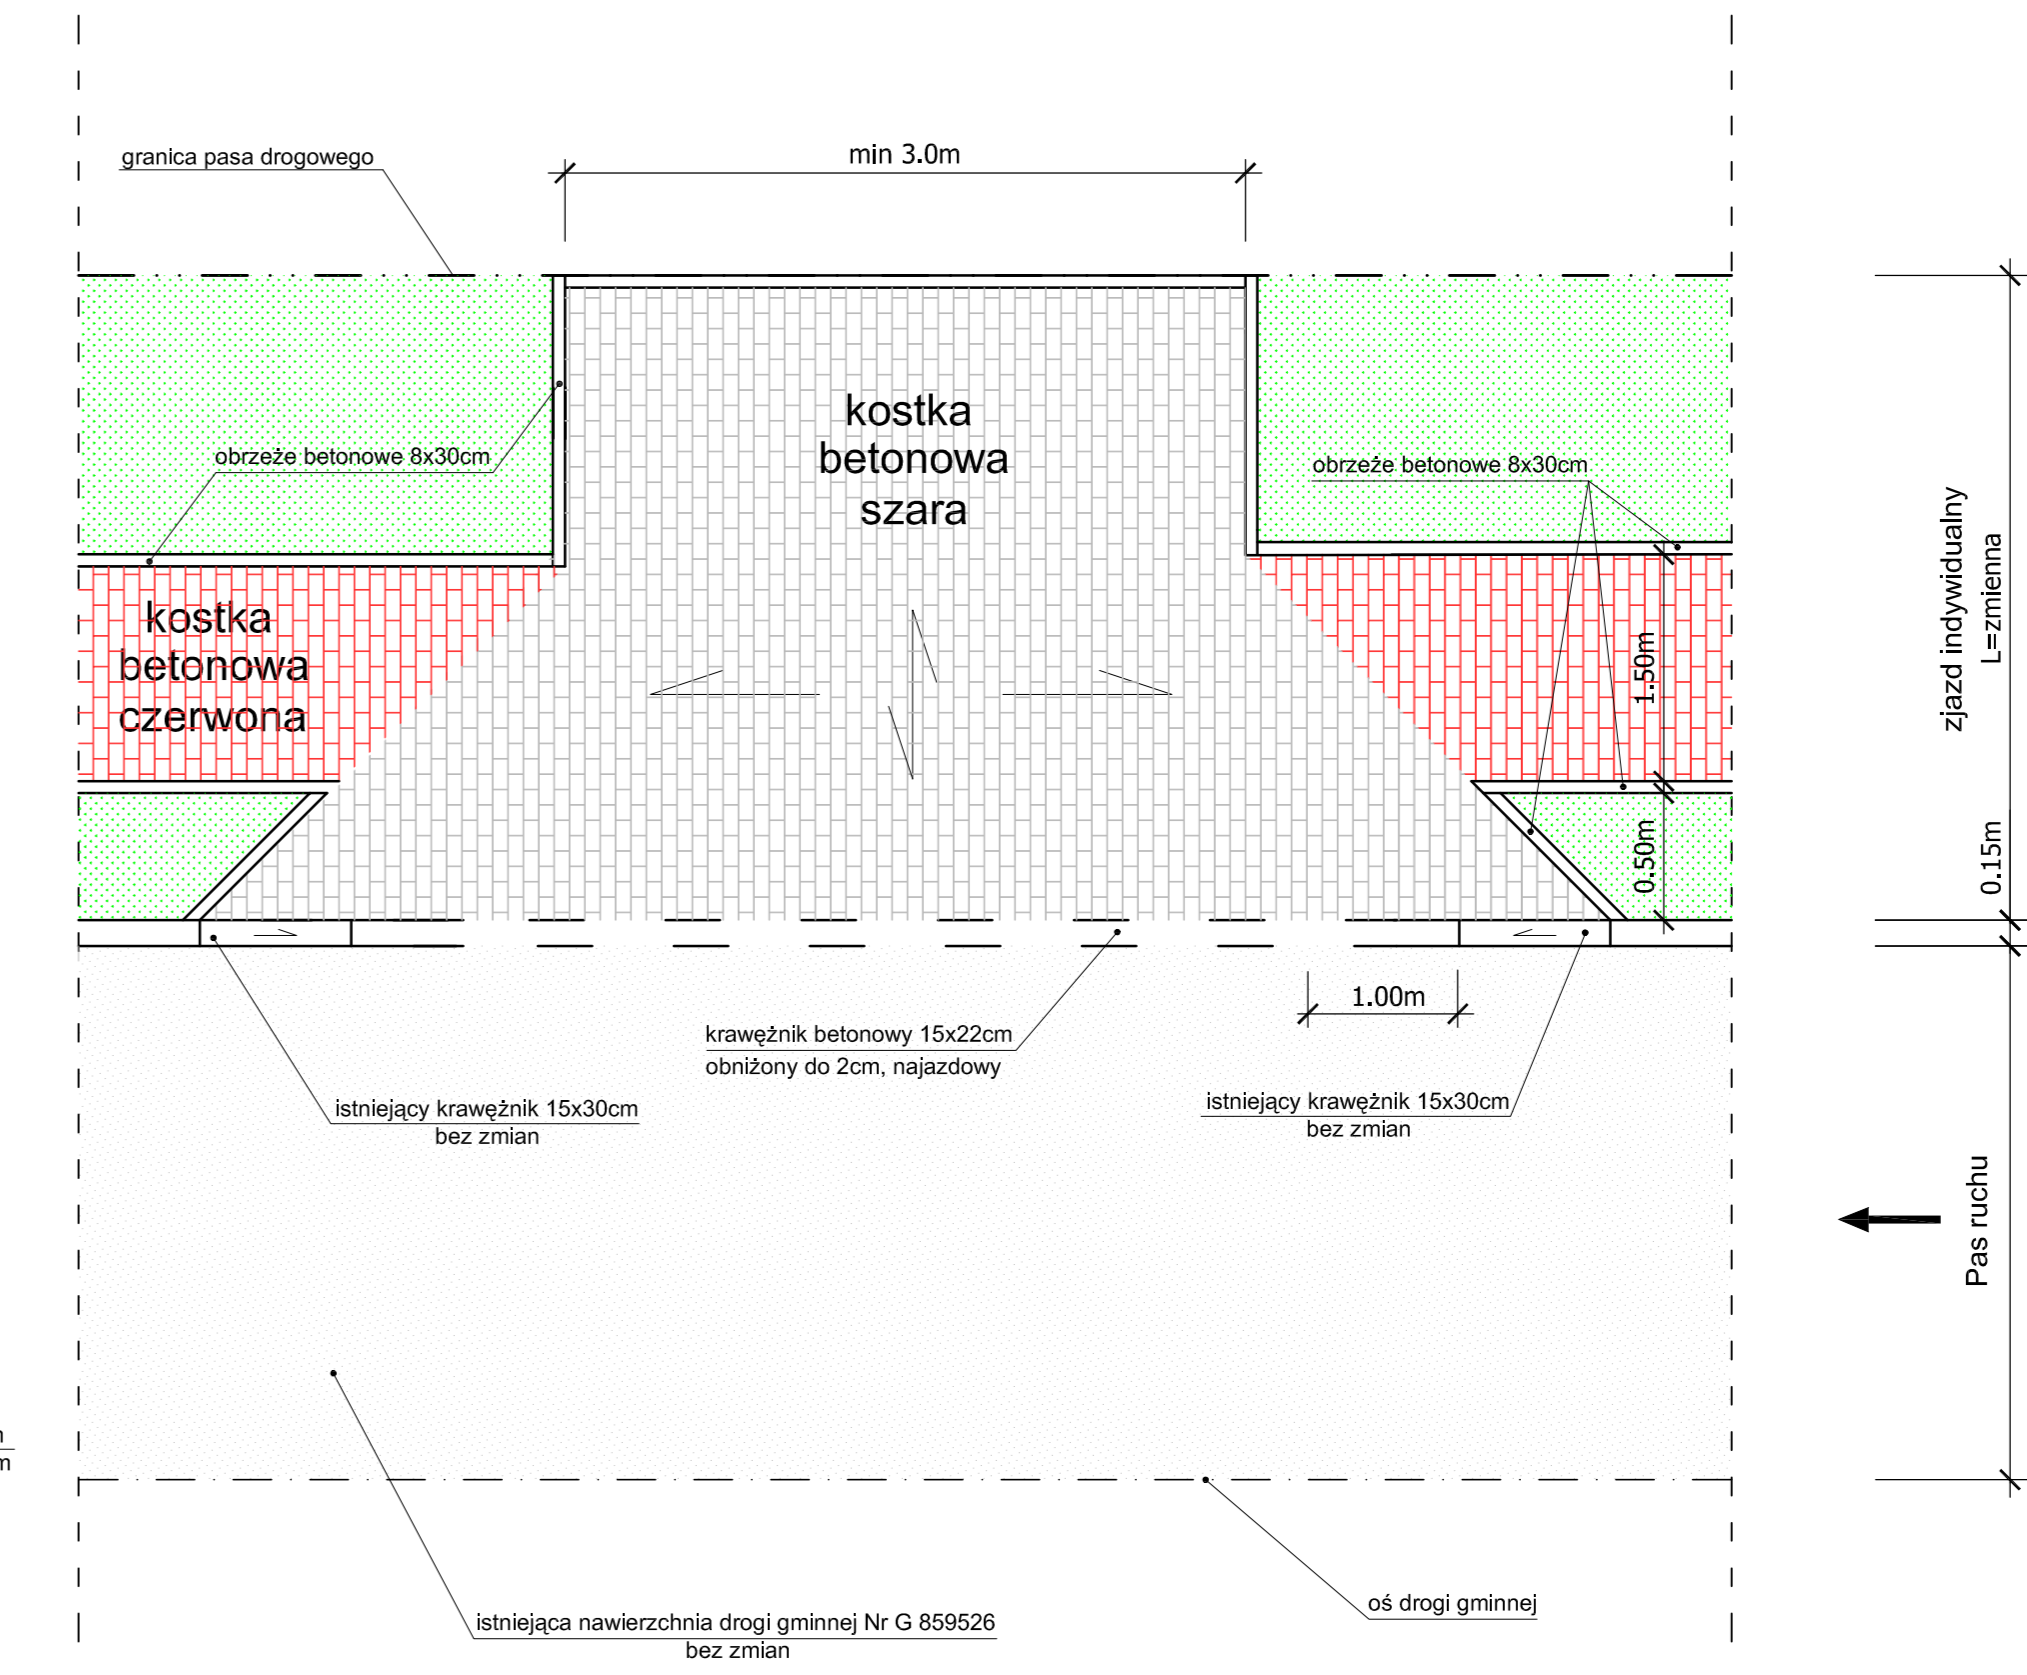 granica pasa drogowego
min 3.0m
kostka
betonowa
szara
obrzeże betonowe 8x30cm
obrzeże betonowe 8x30cm
kostka
betonowa
czerwona
1.50m
0.50m
zjazd indywidualny
L=zmienna
0.15m
1.00m
krawężnik betonowy 15x22cm
obniżony do 2cm, najazdowy
istniejący krawężnik 15x30cm
bez zmian
istniejący krawężnik 15x30cm
bez zmian
Pas ruchu
m
istniejąca nawierzchnia drogi gminnej Nr G 859526
bez zmian
oś drogi gminnej